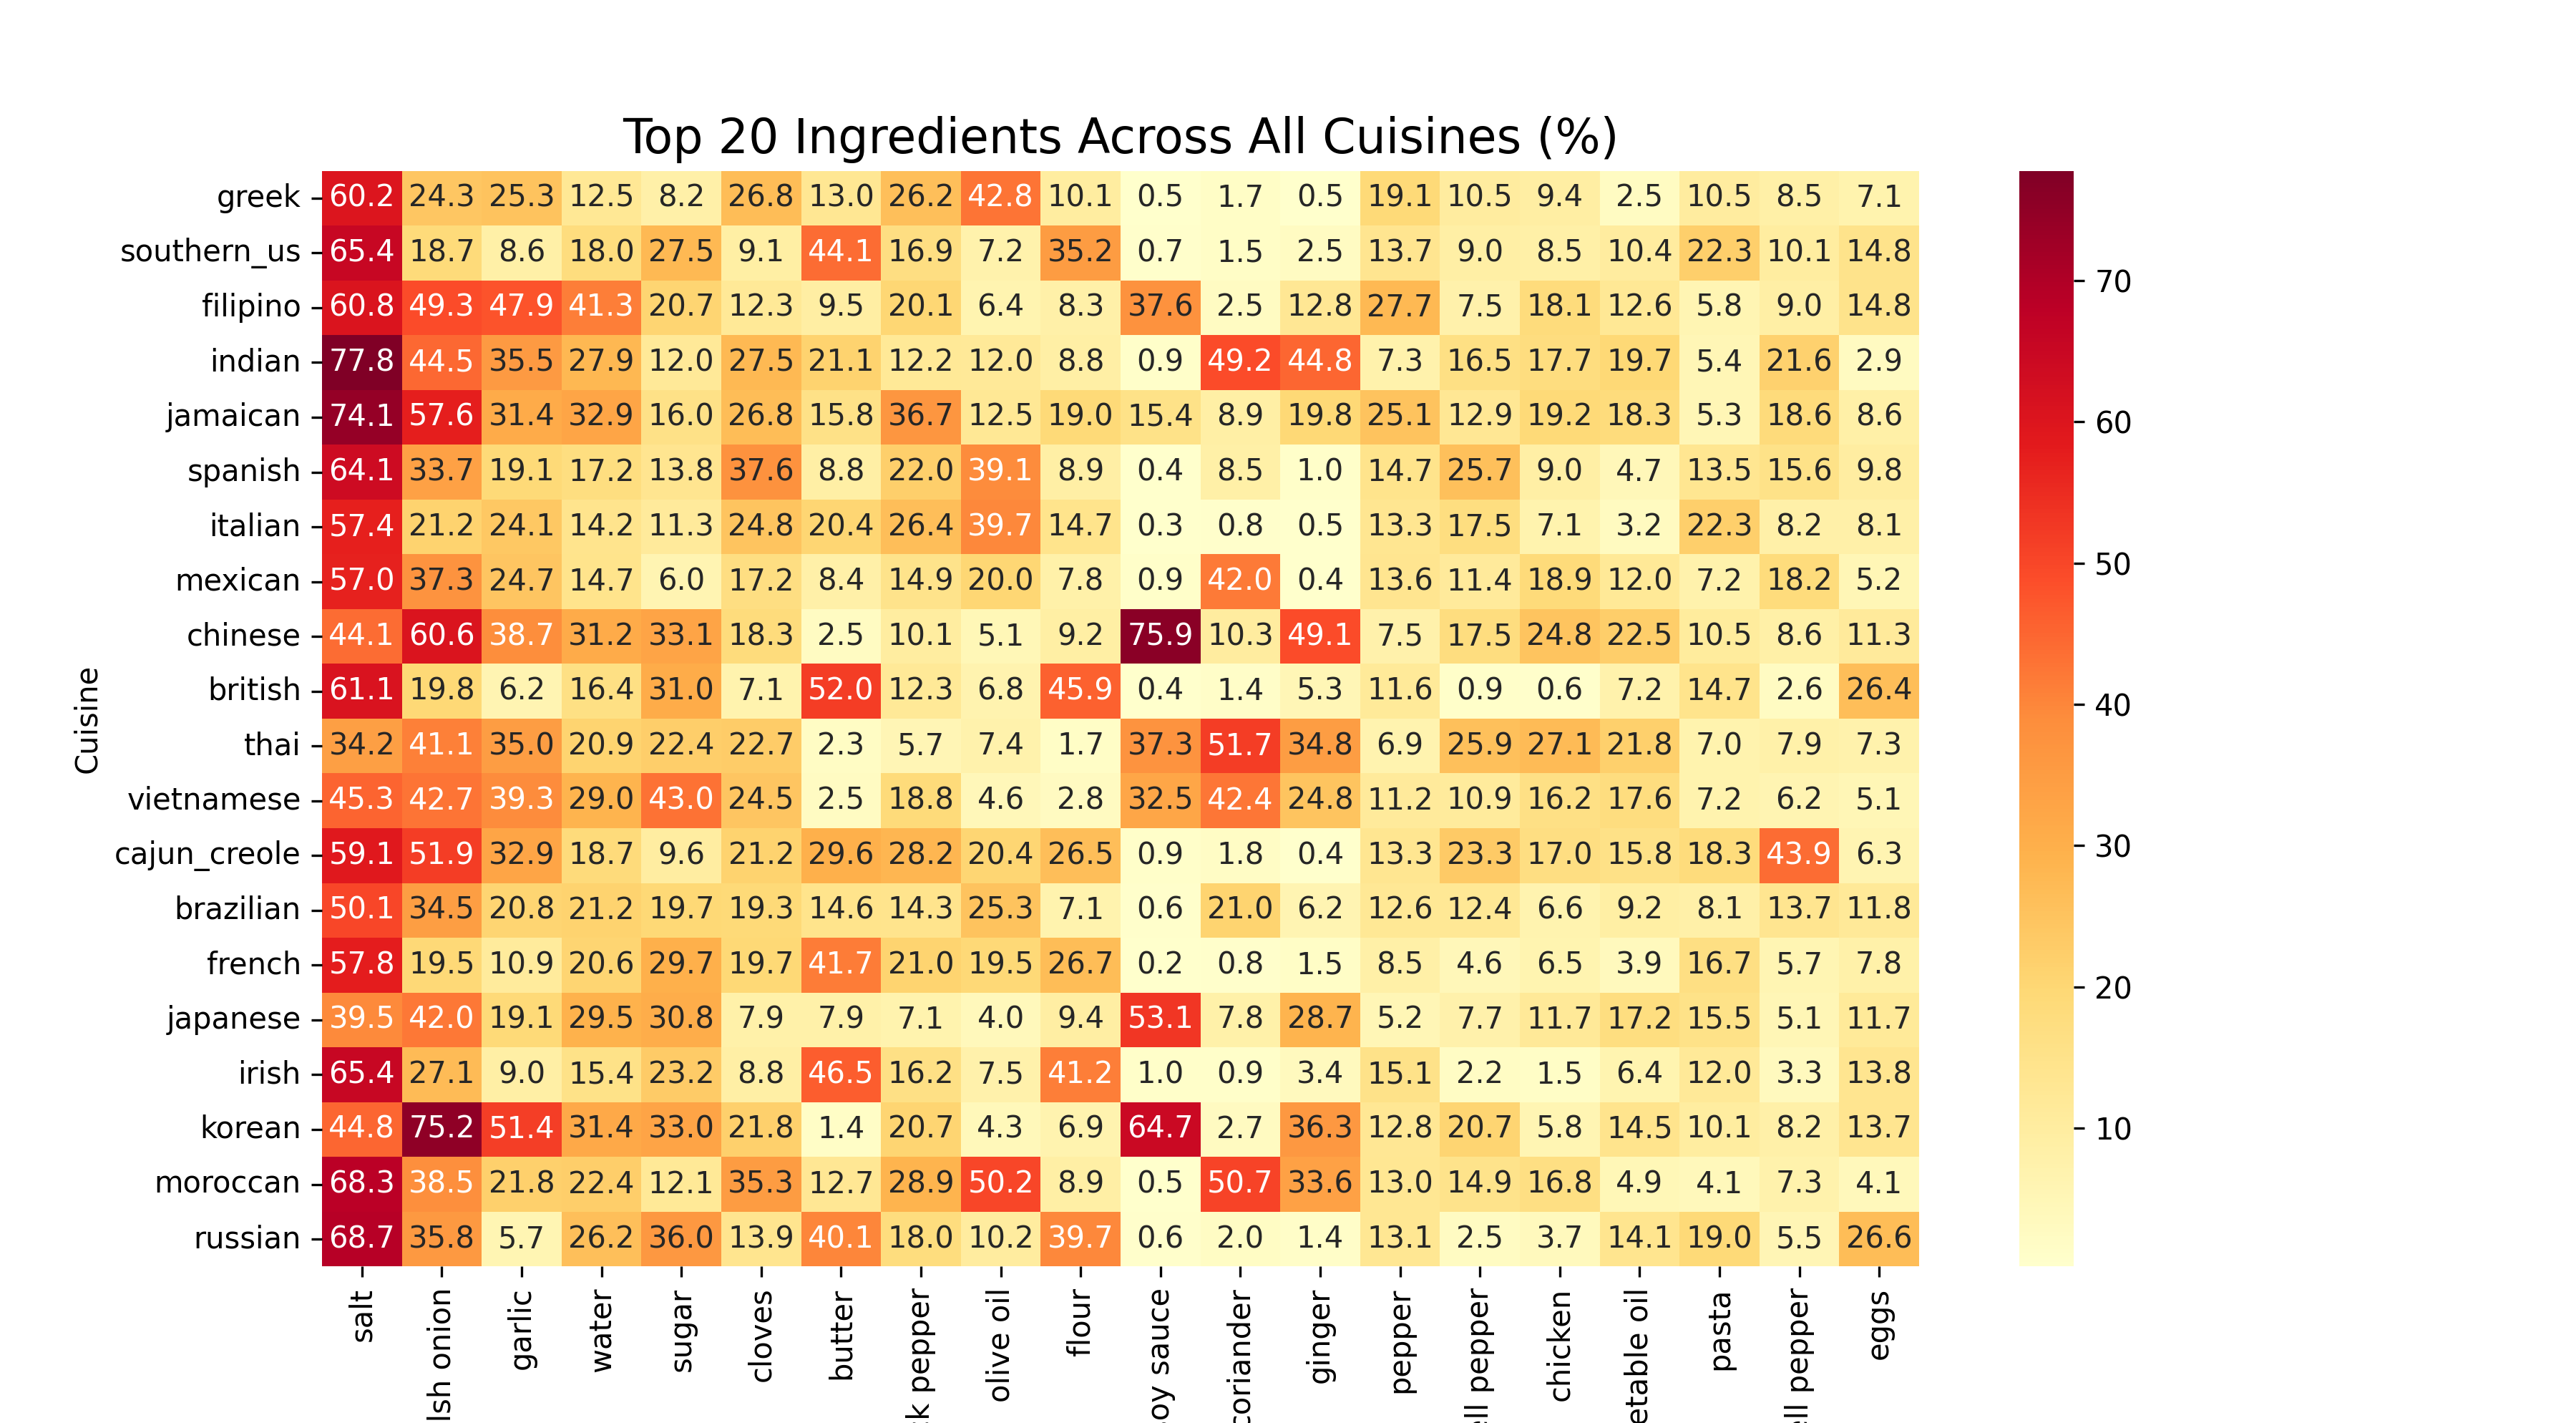 Top 20 Ingredients Across All Cuisines (%)
Cuisine
greek 60.2 24.3 25.3 12.5 8.2 26.8 13.0 26.2 42.8 10.1 0.5 1.7 0.5 19.1 10.5 9.4 2.5 10.5 8.5 7.1
southern_us 65.4 18.7 8.6 18.0 27.5 9.1 44.1 16.9 7.2 35.2 0.7 1.5 2.5 13.7 9.0 8.5 10.4 22.3 10.1 14.8
filipino 60.8 49.3 47.9 41.3 20.7 12.3 9.5 20.1 6.4 8.3 37.6 2.5 12.8 27.7 7.5 18.1 12.6 5.8 9.0 14.8
indian 77.8 44.5 35.5 27.9 12.0 27.5 21.1 12.2 12.0 8.8 0.9 49.2 44.8 7.3 16.5 17.7 19.7 5.4 21.6 2.9
jamaican 74.1 57.6 31.4 32.9 16.0 26.8 15.8 36.7 12.5 19.0 15.4 8.9 19.8 25.1 12.9 19.2 18.3 5.3 18.6 8.6
spanish 64.1 33.7 19.1 17.2 13.8 37.6 8.8 22.0 39.1 8.9 0.4 8.5 1.0 14.7 25.7 9.0 4.7 13.5 15.6 9.8
italian 57.4 21.2 24.1 14.2 11.3 24.8 20.4 26.4 39.7 14.7 0.3 0.8 0.5 13.3 17.5 7.1 3.2 22.3 8.2 8.1
mexican 57.0 37.3 24.7 14.7 6.0 17.2 8.4 14.9 20.0 7.8 0.9 42.0 0.4 13.6 11.4 18.9 12.0 7.2 18.2 5.2
chinese 44.1 60.6 38.7 31.2 33.1 18.3 2.5 10.1 5.1 9.2 75.9 10.3 49.1 7.5 17.5 24.8 22.5 10.5 8.6 11.3
british 61.1 19.8 6.2 16.4 31.0 7.1 52.0 12.3 6.8 45.9 0.4 1.4 5.3 11.6 0.9 0.6 7.2 14.7 2.6 26.4
thai 34.2 41.1 35.0 20.9 22.4 22.7 2.3 5.7 7.4 1.7 37.3 51.7 34.8 6.9 25.9 27.1 21.8 7.0 7.9 7.3
vietnamese 45.3 42.7 39.3 29.0 43.0 24.5 2.5 18.8 4.6 2.8 32.5 42.4 24.8 11.2 10.9 16.2 17.6 7.2 6.2 5.1
cajun_creole 59.1 51.9 32.9 18.7 9.6 21.2 29.6 28.2 20.4 26.5 0.9 1.8 0.4 13.3 23.3 17.0 15.8 18.3 43.9 6.3
brazilian 50.1 34.5 20.8 21.2 19.7 19.3 14.6 14.3 25.3 7.1 0.6 21.0 6.2 12.6 12.4 6.6 9.2 8.1 13.7 11.8
french 57.8 19.5 10.9 20.6 29.7 19.7 41.7 21.0 19.5 26.7 0.2 0.8 1.5 8.5 4.6 6.5 3.9 16.7 5.7 7.8
japanese 39.5 42.0 19.1 29.5 30.8 7.9 7.9 7.1 4.0 9.4 53.1 7.8 28.7 5.2 7.7 11.7 17.2 15.5 5.1 11.7
irish 65.4 27.1 9.0 15.4 23.2 8.8 46.5 16.2 7.5 41.2 1.0 0.9 3.4 15.1 2.2 1.5 6.4 12.0 3.3 13.8
korean 44.8 75.2 51.4 31.4 33.0 21.8 1.4 20.7 4.3 6.9 64.7 2.7 36.3 12.8 20.7 5.8 14.5 10.1 8.2 13.7
moroccan 68.3 38.5 21.8 22.4 12.1 35.3 12.7 28.9 50.2 8.9 0.5 50.7 33.6 13.0 14.9 16.8 4.9 4.1 7.3 4.1
russian 68.7 35.8 5.7 26.2 36.0 13.9 40.1 18.0 10.2 39.7 0.6 2.0 1.4 13.1 2.5 3.7 14.1 19.0 5.5 26.6
salt
lsh onion
garlic
water
sugar
cloves
butter
k pepper
olive oil
flour
oy sauce
coriander
ginger
pepper
ell pepper
chicken
etable oil
pasta
ell pepper
eggs
70
60
50
40
30
20
10